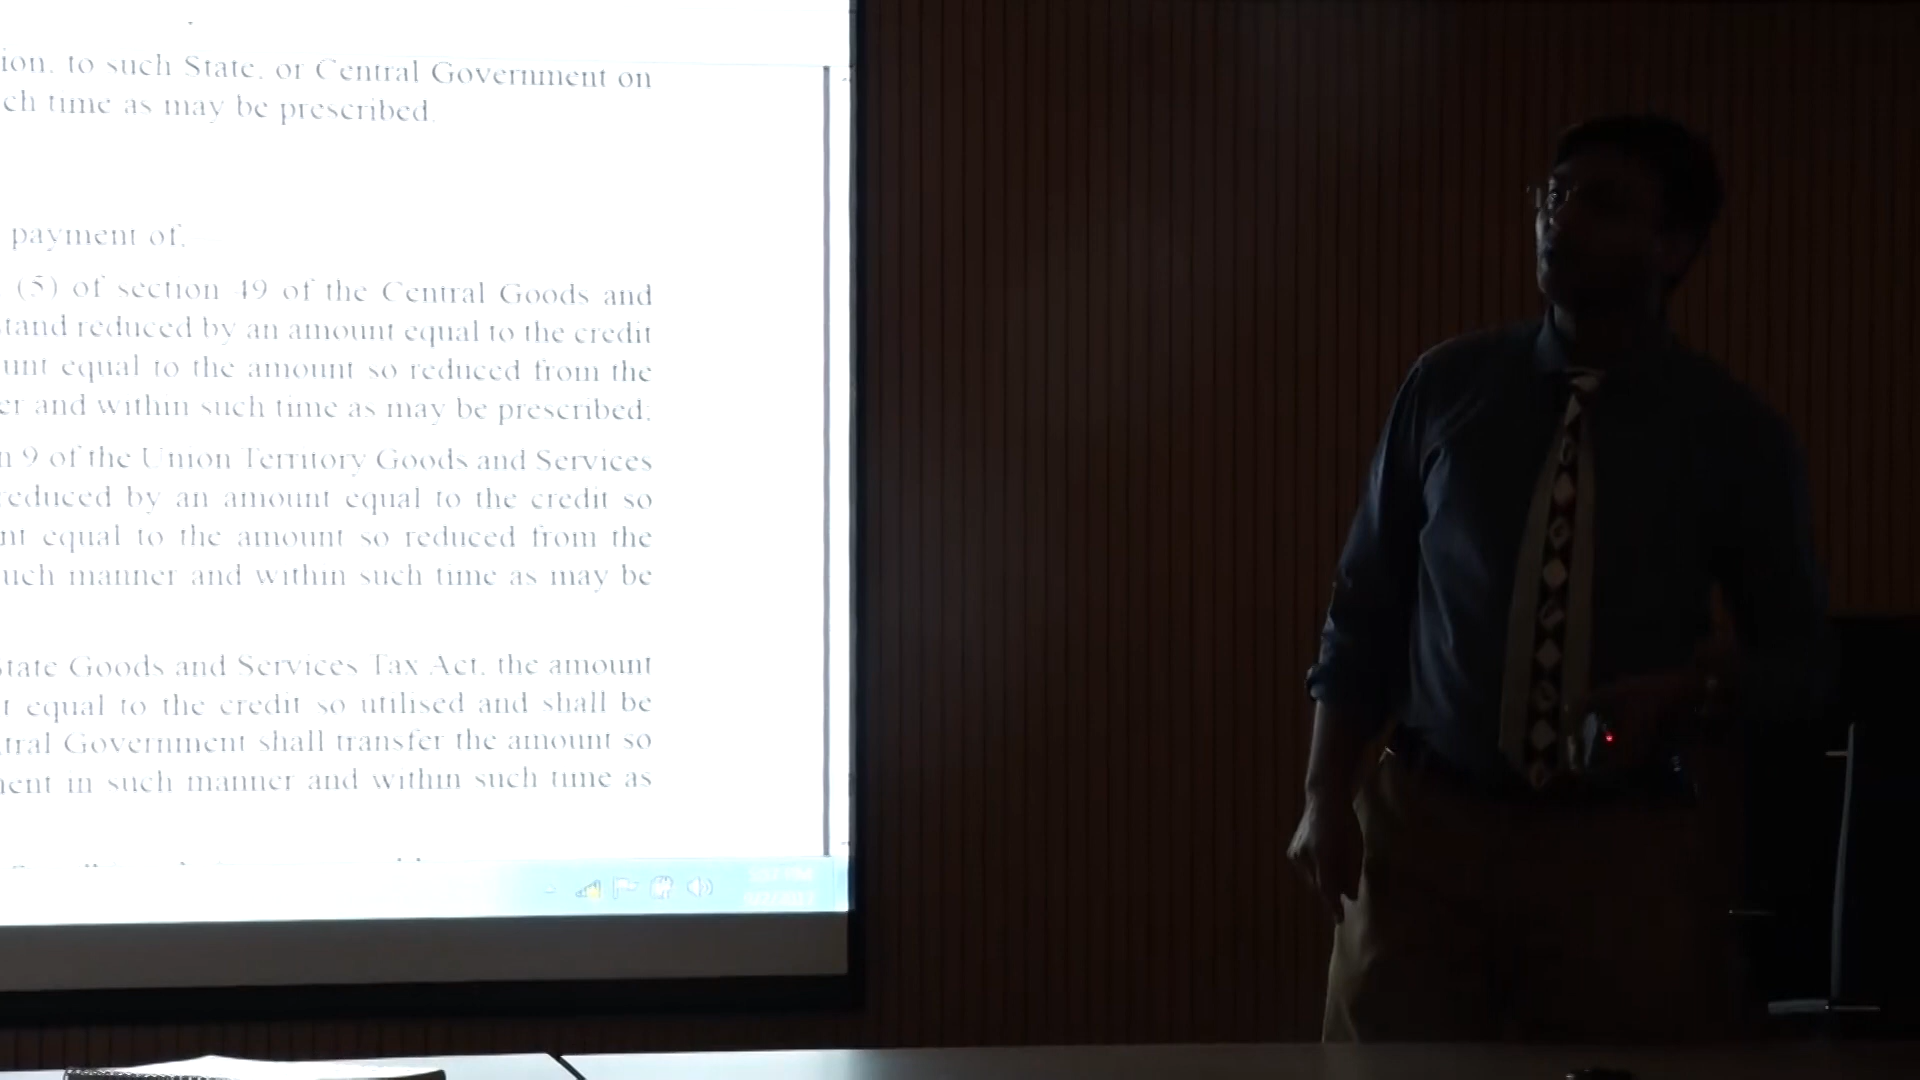 ion, to such State, or Central Government on
ch time as may be prescribed.
payment of,
(5) of section 49 of the Central Goods and
tand reduced by an amount equal to the credit
unt equal to the amount so reduced from the
er and within such time as may be prescribed;
n 9 of the Union Territory Goods and Services
reduced by an amount equal to the credit so
nt equal to the amount so reduced from the
uch manner and within such time as may be
State Goods and Services Tax Act, the amount
t equal to the credit so utilised and shall be
tral Government shall transfer the amount so
ment in such manner and within such time as